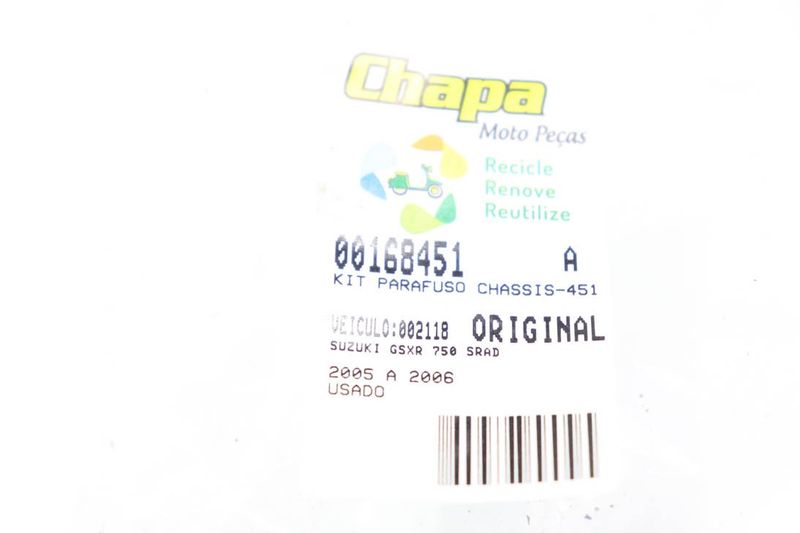 Chapa
Moto Peças
Recicle
Renove
Reutilize
00168451 A
KIT PARAFUSO CHASSIS-451
VEICULO:002118 ORIGINAL
SUZUKI GSXR 750 SRAD
2005 A 2006
USADO